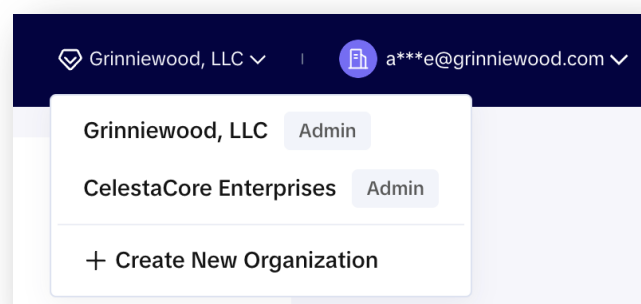 Grinniewood, LLC
a***e@grinniewood.com
Grinniewood, LLC Admin
CelestaCore Enterprises Admin
+ Create New Organization